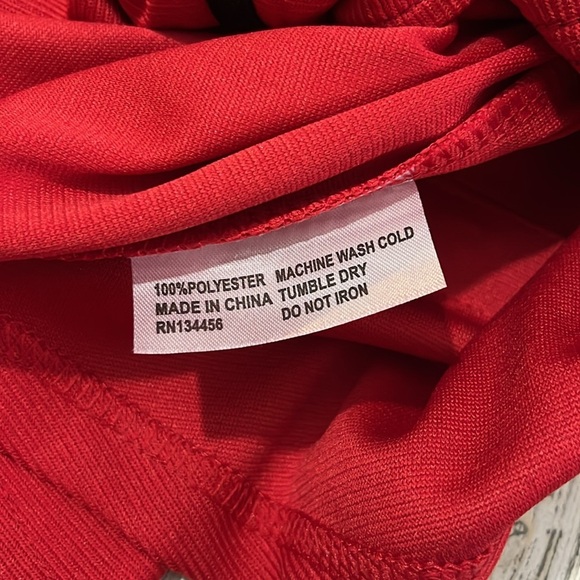 100%POLYESTER MACHINE WASH COLD
MADE IN CHINA TUMBLE DRY
RN134456 DO NOT IRON